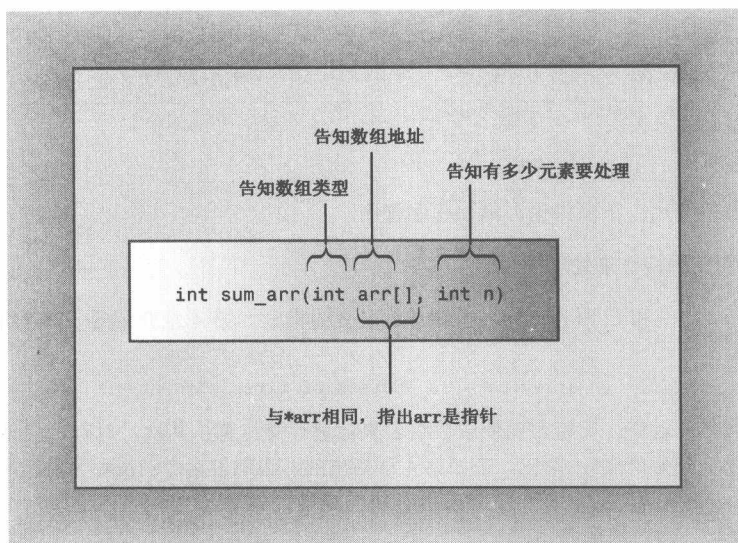 告知数组地址
告知有多少元素要处理
告知数组类型
int sum_arr(int arr[], int n)
与*arr相同，指出arr是指针